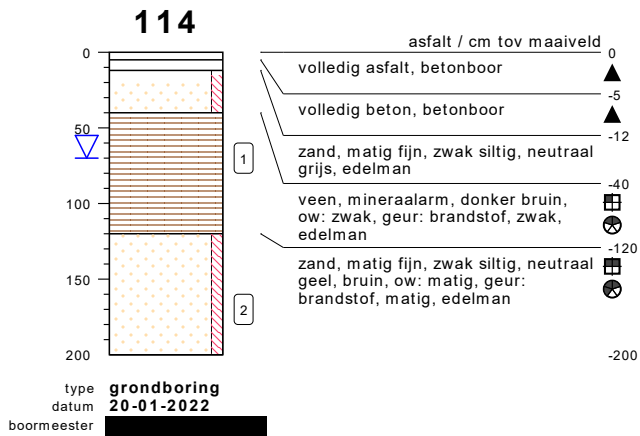 114
asfalt / cm tov maaiveld
0
0
volledig asfalt, betonboor
-5
volledig beton, betonboor
-12
zand, matig fijn, zwak siltig, neutraal
grijs, edelman
50
1
-40
100
veen, mineraalarm, donker bruin,
ow: zwak, geur: brandstof, zwak,
edelman
-120
150
zand, matig fijn, zwak siltig, neutraal
geel, bruin, ow: matig, geur:
brandstof, matig, edelman
2
200
-200
type grondboring
datum 20-01-2022
boormeester